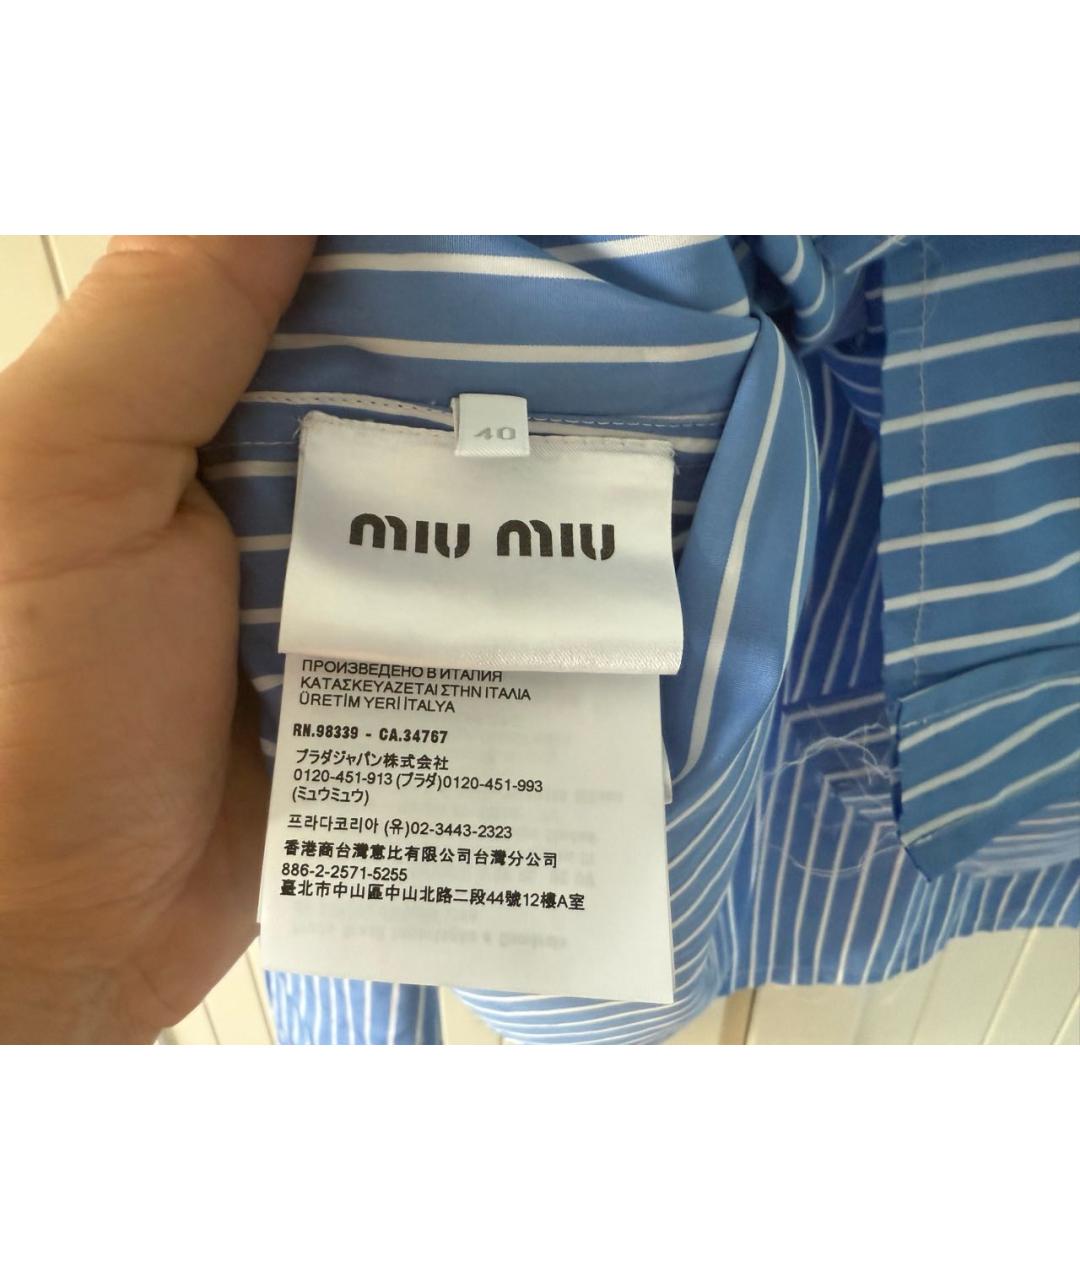 40
miu miu
ПРОИЗВЕДЕНО В ИТАЛИЯ
ΚΑΤΑΣΚΕΥΑΖΕΤΑΙ ΣΤΗΝ ΙΤΑΛΙΑ
ÜRETİM YERİ İTALYA
RN.98339 - CA.34767
プラダジャパン株式会社
0120-451-913 (プラダ)0120-451-993
(ミュウミュウ)
프라다코리아 (유)02-3443-2323
香港商台灣惠比有限公司台灣分公司
886-2-2571-5255
臺北市中山區中山北路二段44號12樓A室